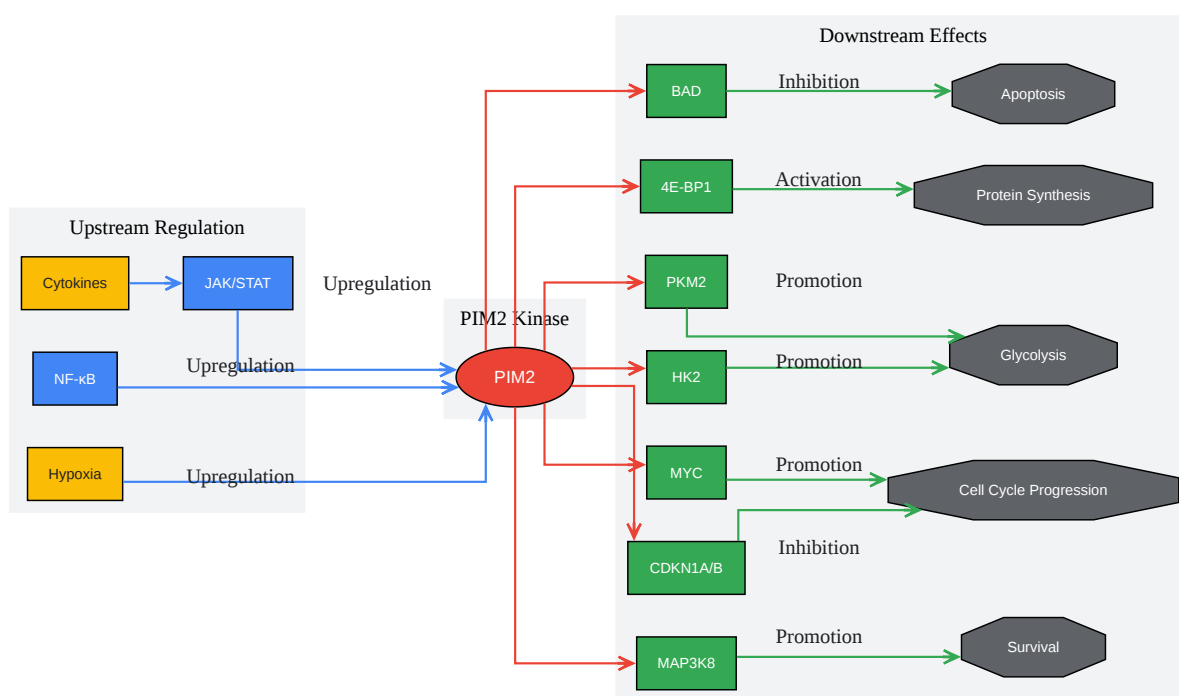 Downstream Effects
BAD
Inhibition
Apoptosis
4E-BP1
Activation
Protein Synthesis
Upstream Regulation
Cytokines
JAK/STAT
Upregulation
PKM2
Promotion
PIM2 Kinase
NF-κB
Upregulation
PIM2
HK2
Promotion
Glycolysis
Hypoxia
Upregulation
MYC
Promotion
Cell Cycle Progression
CDKN1A/B
Inhibition
MAP3K8
Promotion
Survival